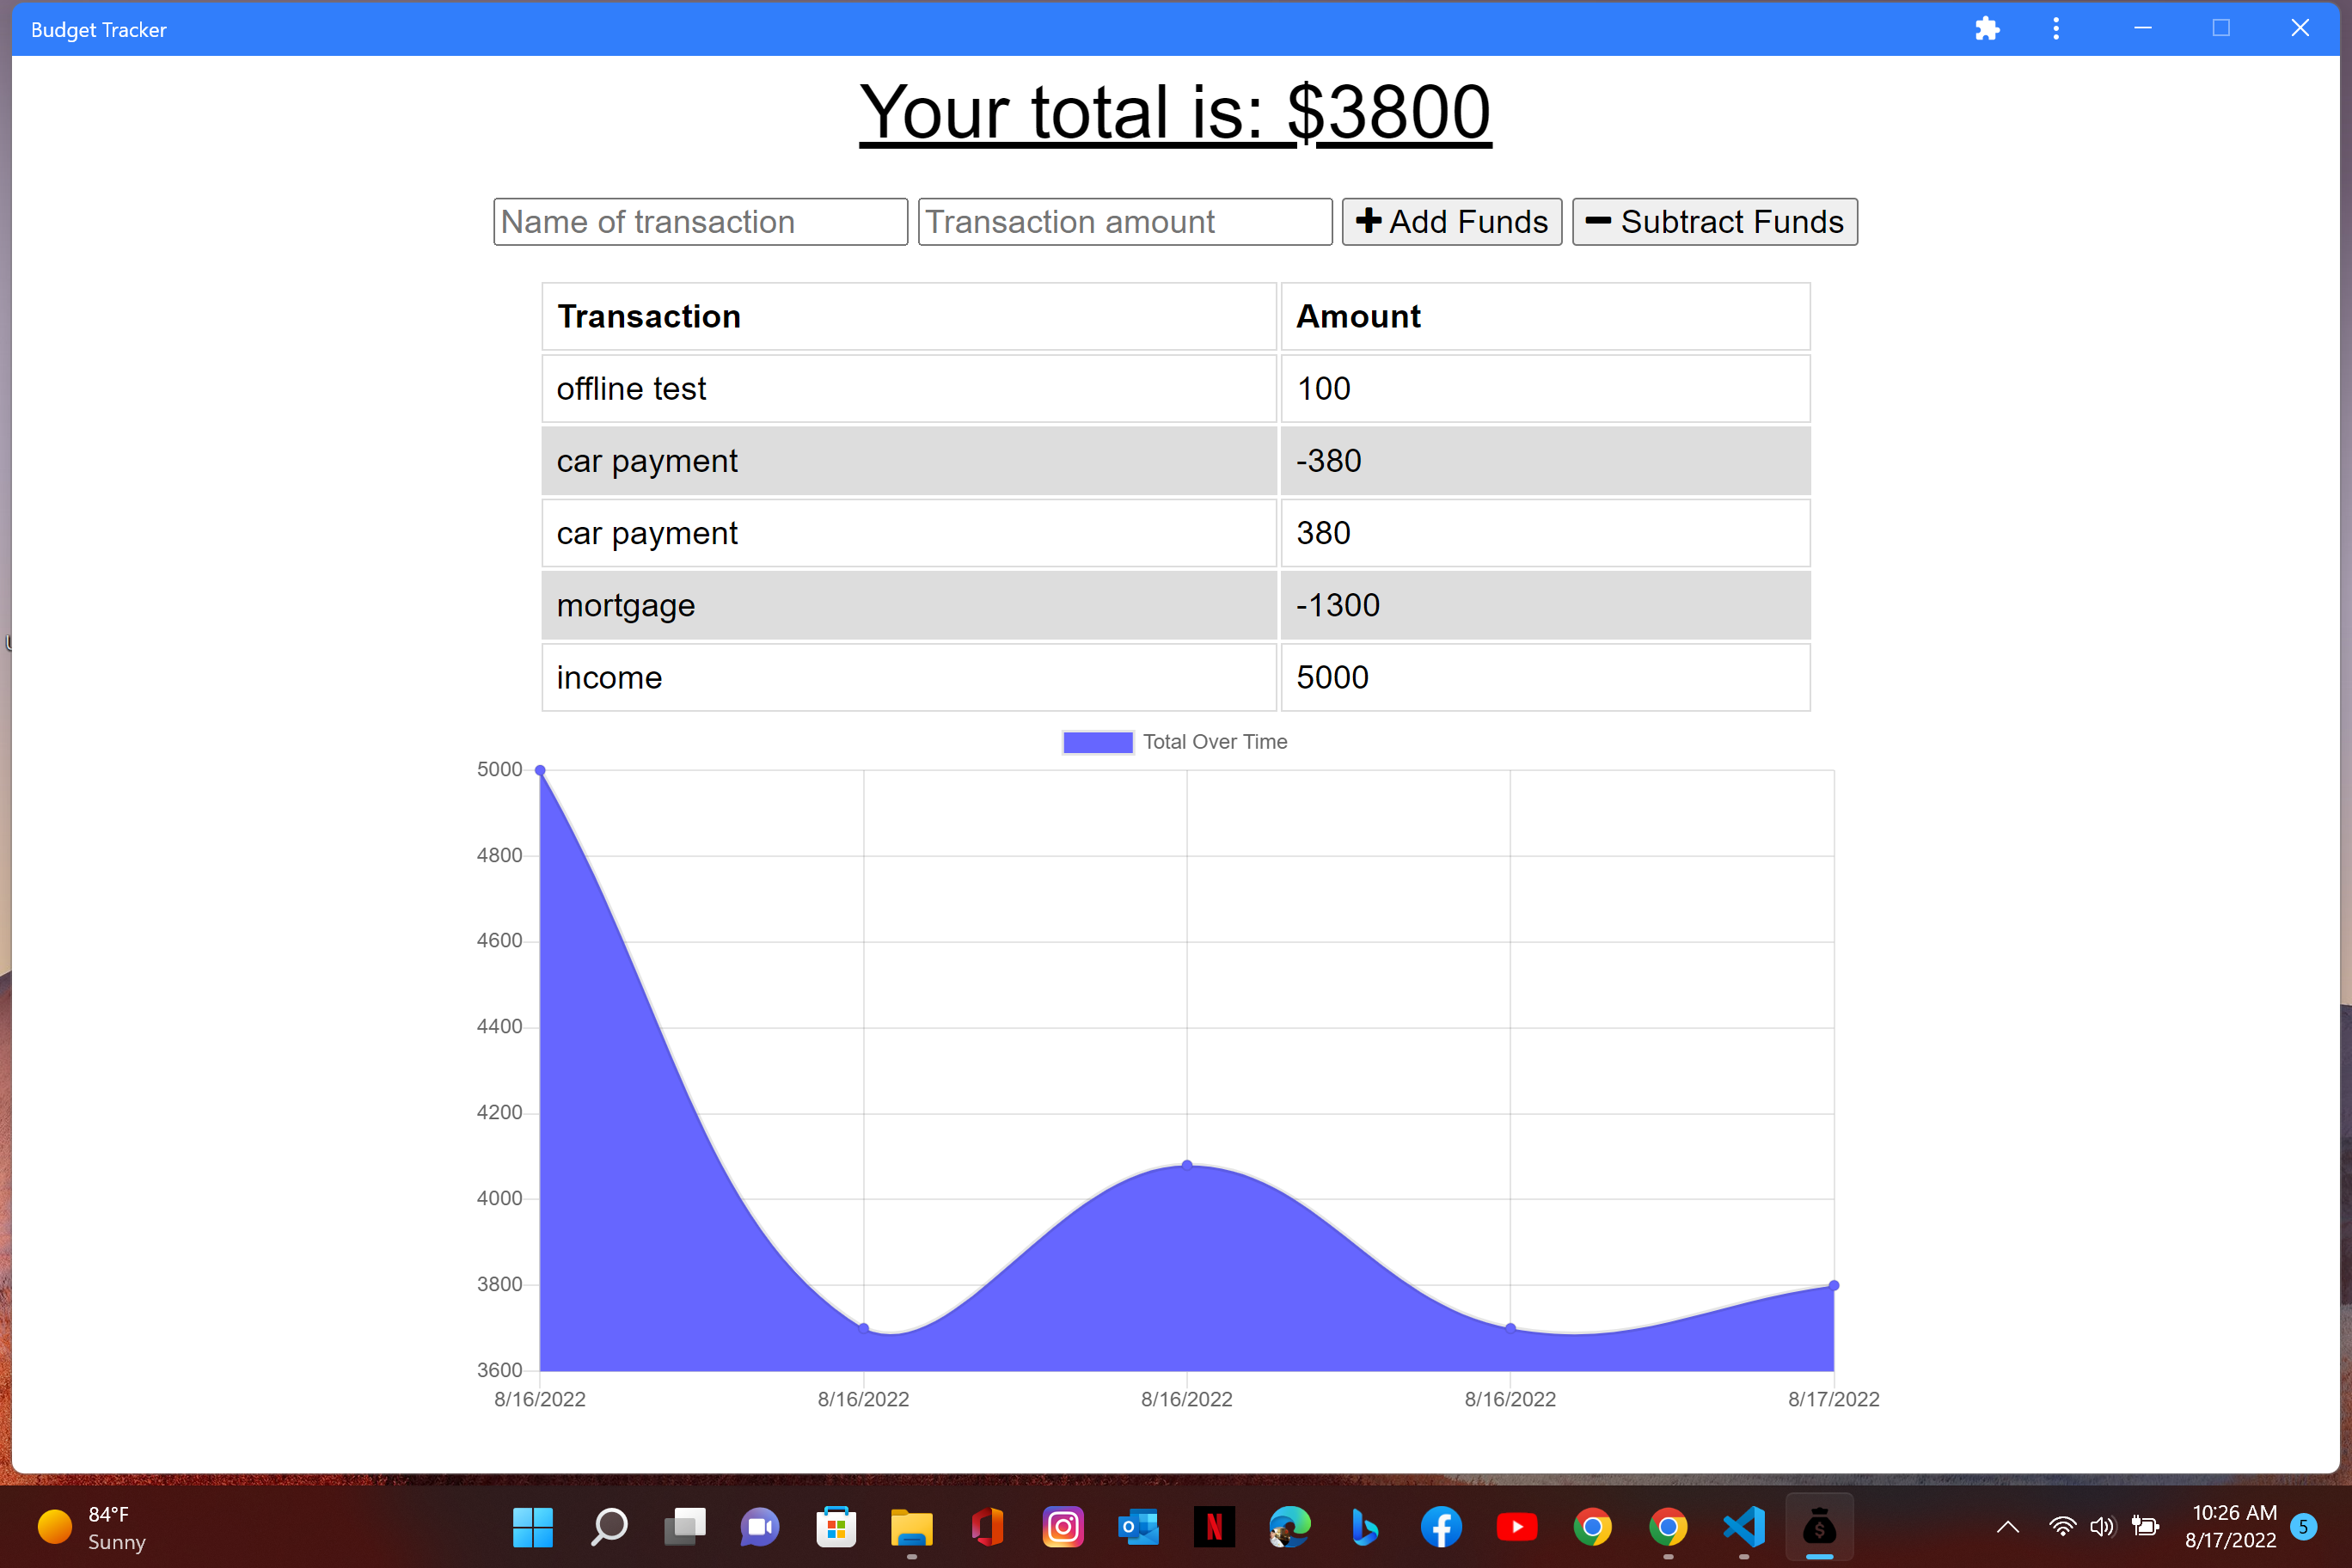 Budget Tracker
Your total is: $3800
Name of transaction Transaction amount Add Funds Subtract Funds
Transaction Amount
offline test 100
car payment -380
car payment 380
mortgage -1300
income 5000
Total Over Time
5000
4800
4600
4400
4200
4000
3800
3600
8/16/2022 8/16/2022 8/16/2022 8/16/2022 8/17/2022
84°F
Sunny
10:26 AM
8/17/2022
5